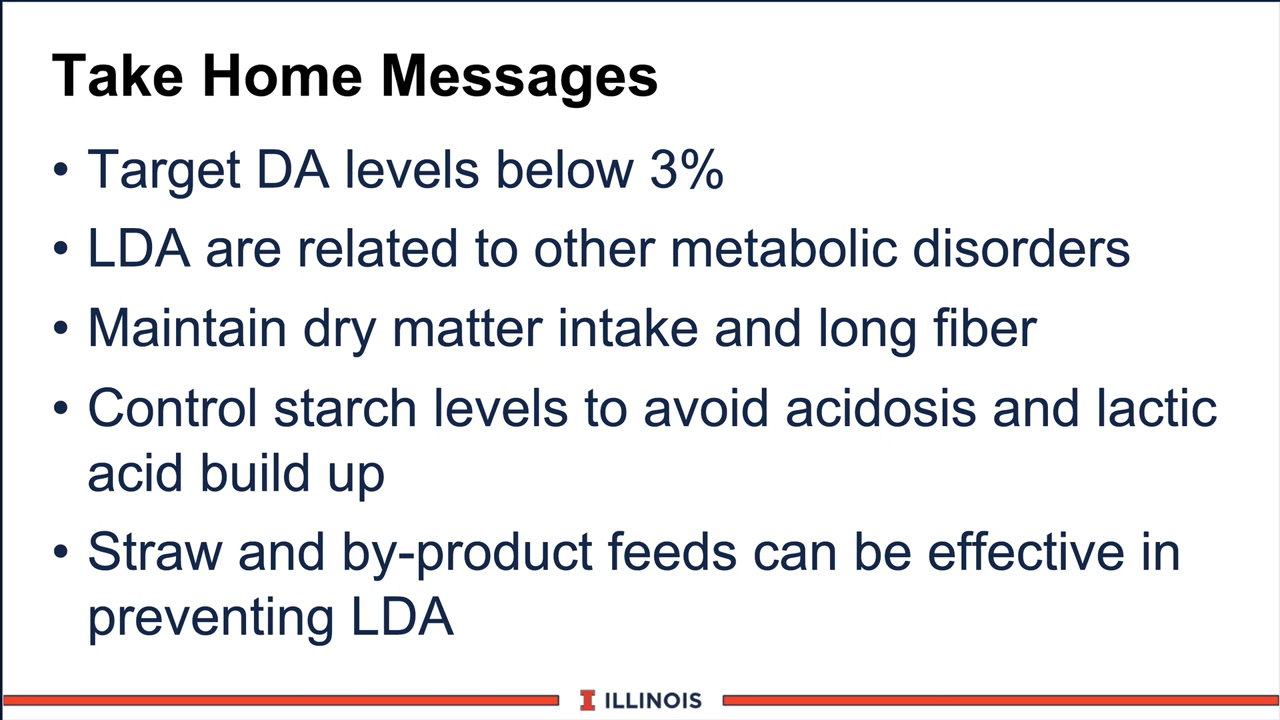 Take Home Messages
• Target DA levels below 3%
• LDA are related to other metabolic disorders
• Maintain dry matter intake and long fiber
• Control starch levels to avoid acidosis and lactic
acid build up
• Straw and by-product feeds can be effective in
preventing LDA
I ILLINOIS